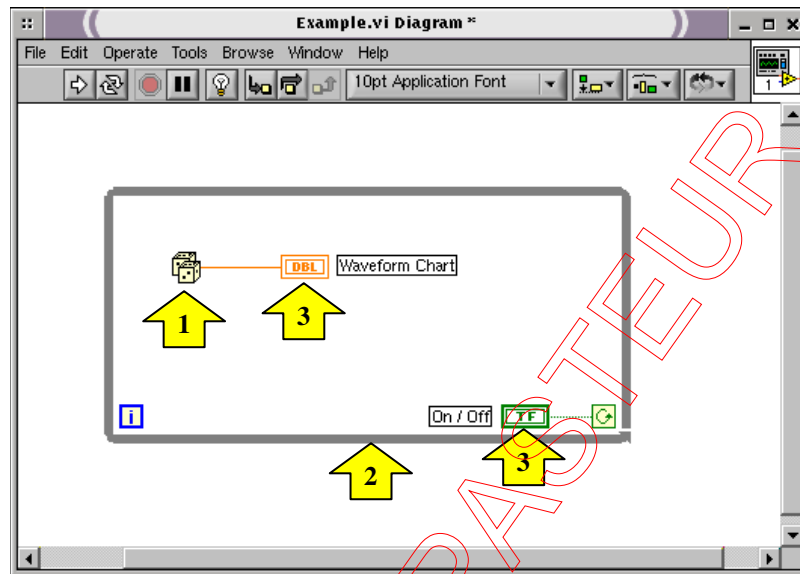 Example.vi Diagram *
File Edit Operate Tools Browse Window Help
10pt Application Font
1
DBL Waveform Chart
1
3
i
On / Off TF
2
3
PASTEUR